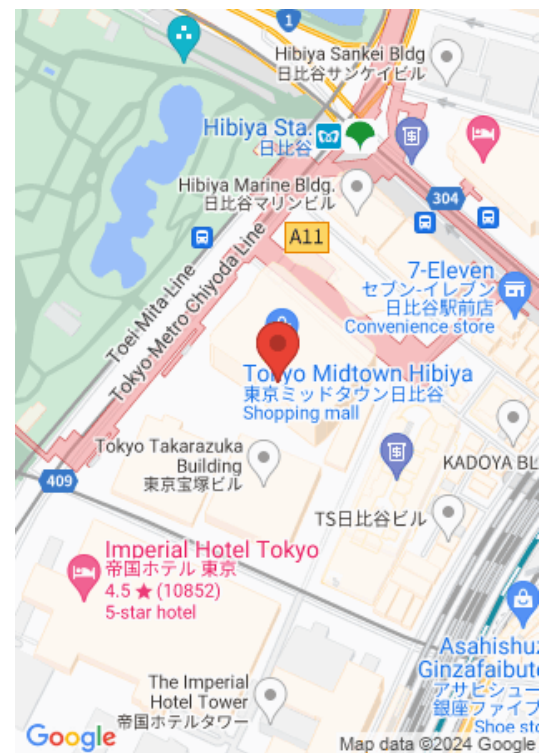 1
Hibiya Sankei Bldg
日比谷サンケイビル
Hibiya Sta.
日比谷
Hibiya Marine Bldg.
日比谷マリンビル
304
A11
7-Eleven
セブン-イレブン
日比谷駅前店
Convenience store
Toei Mita Line
Tokyo Metro Chiyoda Line
Tokyo Midtown Hibiya
東京ミッドタウン日比谷
Shopping mall
Tokyo Takarazuka
Building
東京宝塚ビル
KADOYA BL
409
TS日比谷ビル
Imperial Hotel Tokyo
帝国ホテル 東京
4.5 ★ (10852)
5-star hotel
Asahishuz
Ginzafaibute
アサヒシュー
銀座ファイブ
Shoe sto
The Imperial
Hotel Tower
帝国ホテルタワー
Google
Map data ©2024 Google